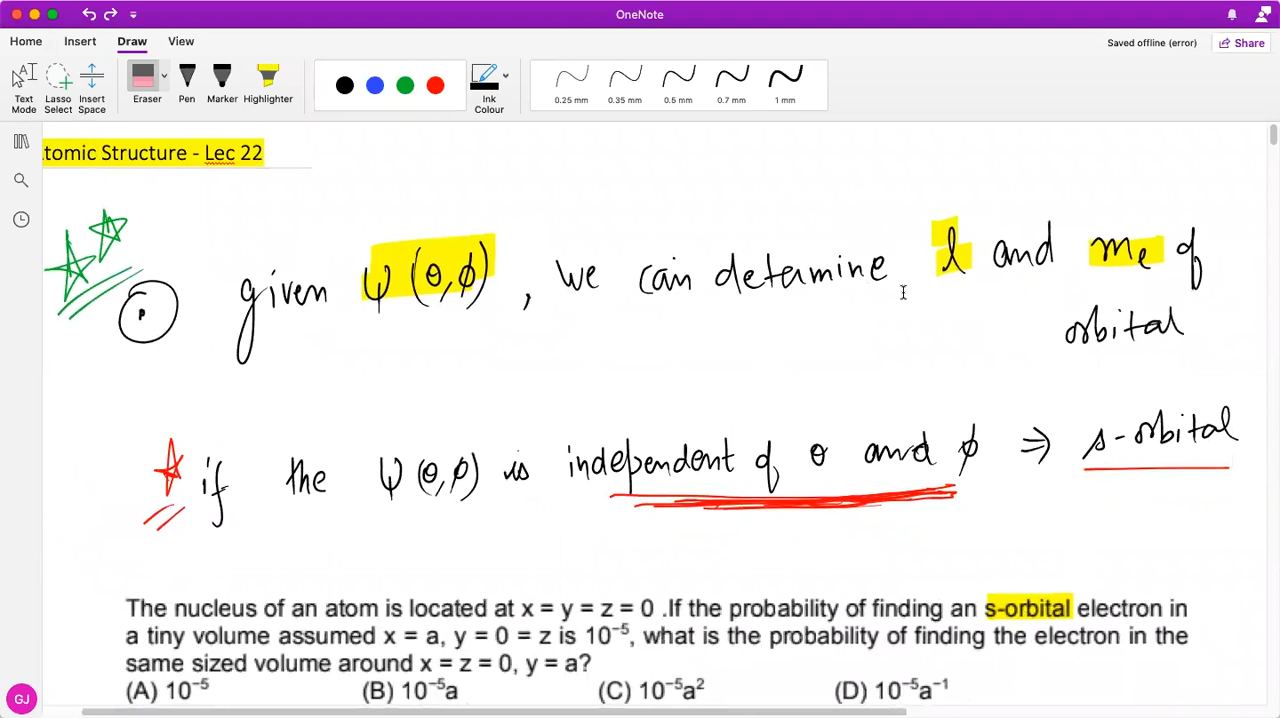 OneNote
Home Insert Draw View
Saved offline (error) Share
Text Mode
Lasso Select
Insert Space
Eraser
Pen
Marker
Highlighter
Ink Colour
0.25 mm 0.35 mm 0.5 mm 0.7 mm 1 mm
tomic Structure - Lec 22
given Ψ(θ,ϕ), we can determine l and mℓ of
orbital
if the Ψ(θ,ϕ) is independent of θ and ϕ ⇒ s-orbital
The nucleus of an atom is located at x = y = z = 0 .If the probability of finding an s-orbital electron in
a tiny volume assumed x = a, y = 0 = z is 10⁻⁵, what is the probability of finding the electron in the
same sized volume around x = z = 0, y = a?
(A) 10⁻⁵ (B) 10⁻⁵a (C) 10⁻⁵a² (D) 10⁻⁵a⁻¹
GJ